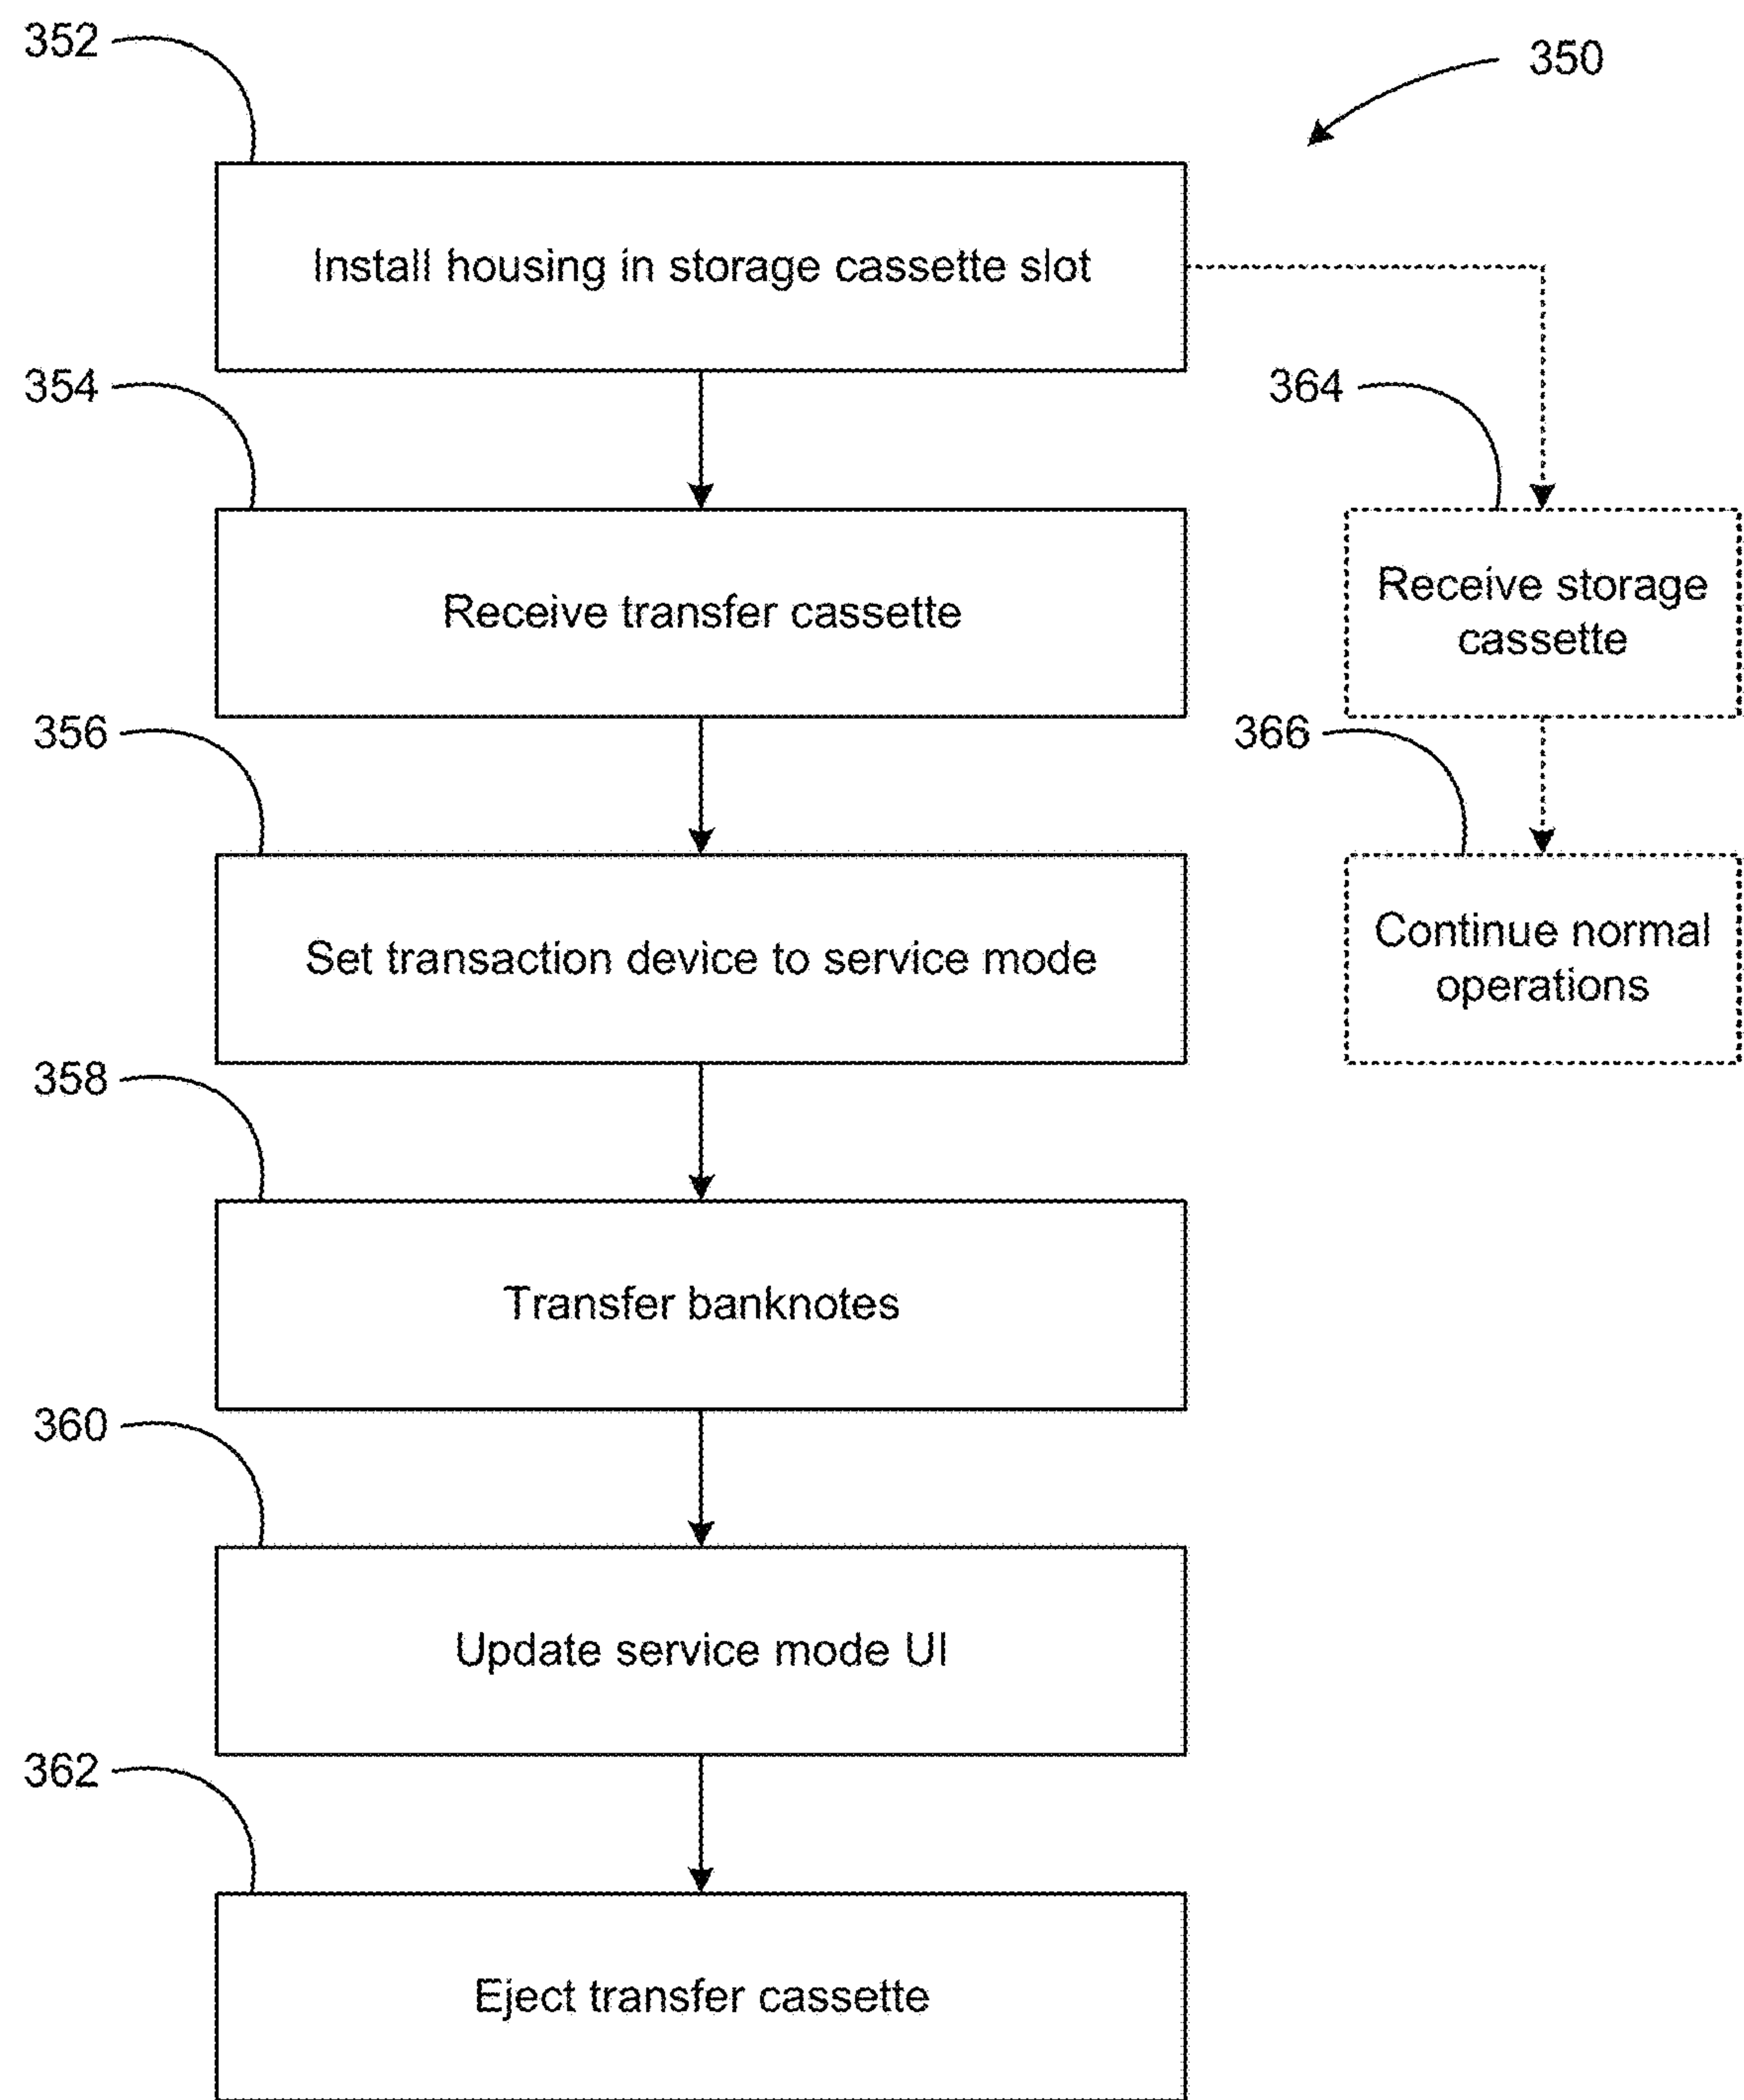 352
350
Install housing in storage cassette slot
354
364
Receive transfer cassette
Receive storage
cassette
356
366
Set transaction device to service mode
Continue normal
operations
358
Transfer banknotes
360
Update service mode UI
362
Eject transfer cassette